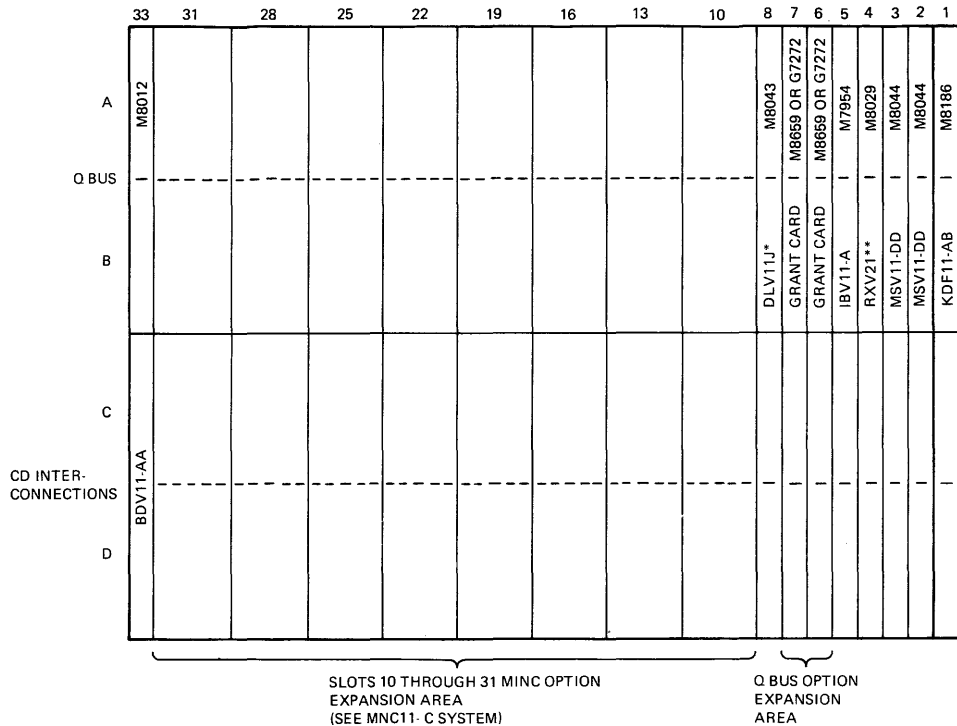 33 31 28 25 22 19 16 13 10 8 7 6 5 4 3 2 1
A
M8012
M8043
M8659 OR G7272
M8659 OR G7272
M7954
M8029
M8044
M8044
M8186
Q BUS
B
DLV11J*
GRANT CARD
GRANT CARD
IBV11-A
RXV21**
MSV11-DD
MSV11-DD
KDF11-AB
C
CD INTER-
CONNECTIONS
BDV11-AA
D
SLOTS 10 THROUGH 31 MINC OPTION
EXPANSION AREA
(SEE MNC11-C SYSTEM)
Q BUS OPTION
EXPANSION
AREA